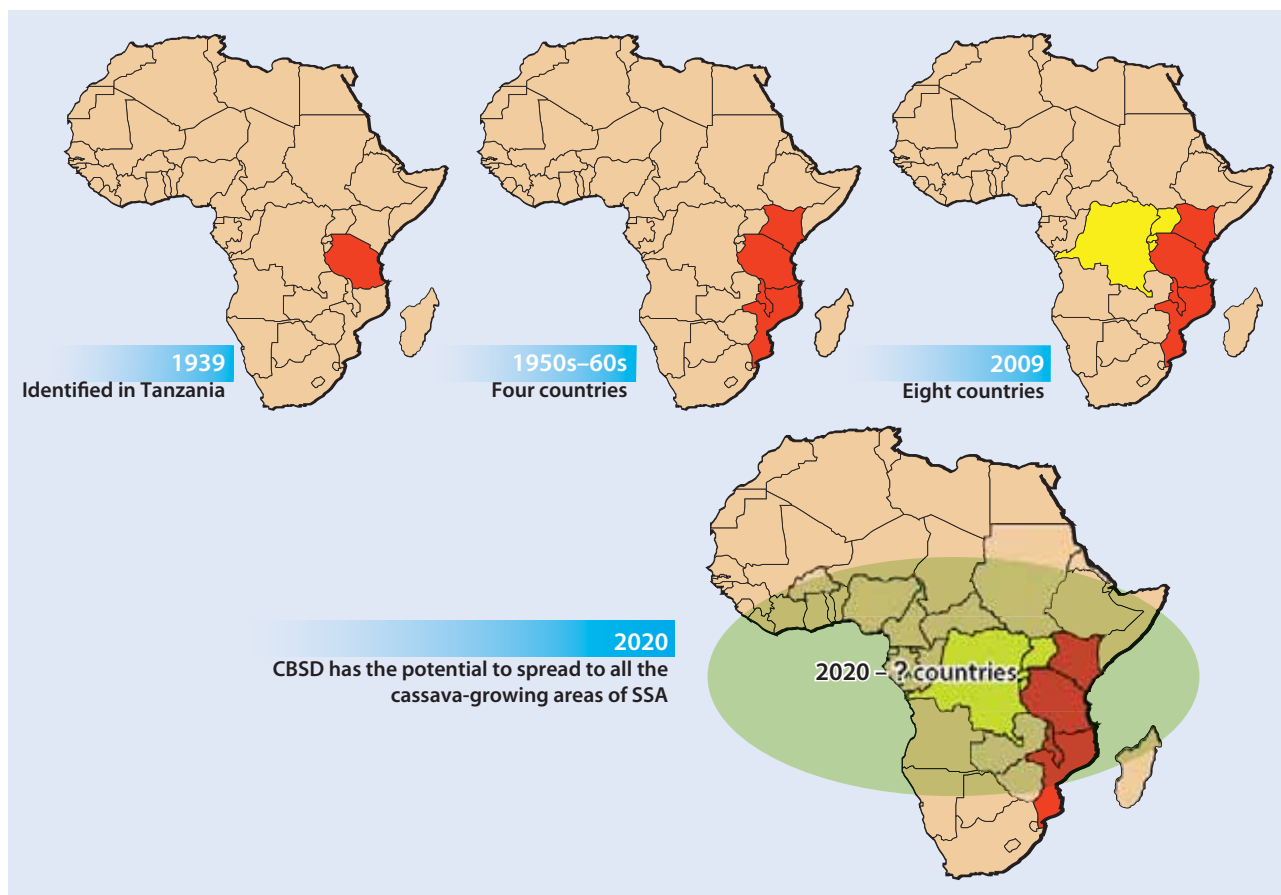 1939
Identified in Tanzania
1950s–60s
Four countries
2009
Eight countries
2020
CBSD has the potential to spread to all the
cassava-growing areas of SSA
2020 – ? countries